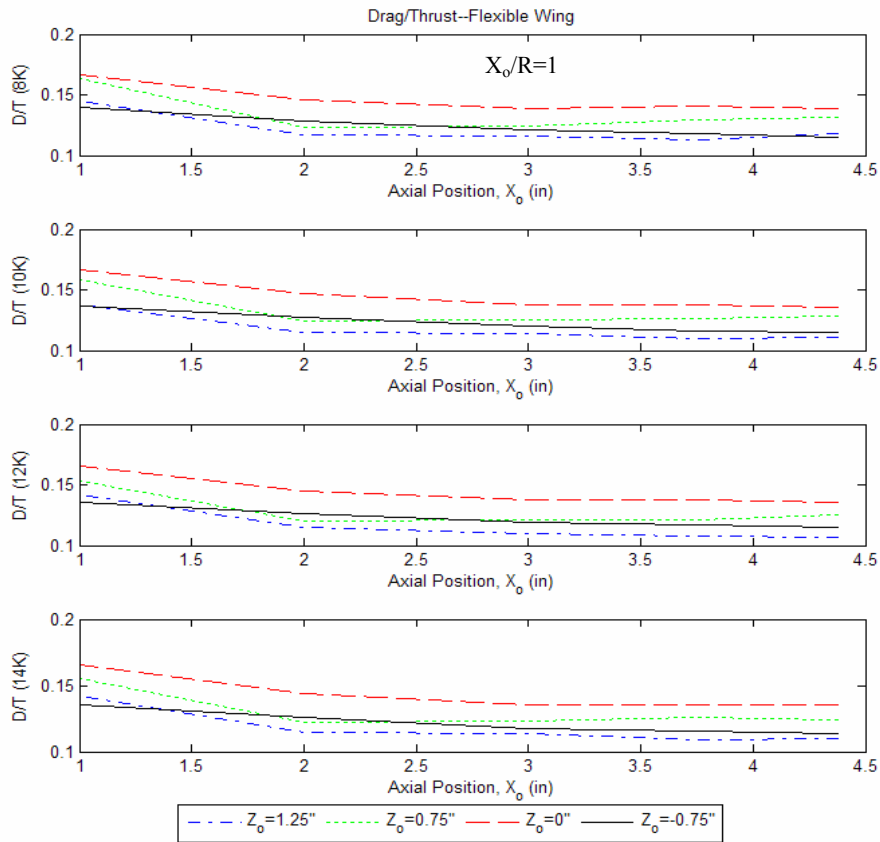 Drag/Thrust--Flexible Wing
0.2
X_o/R=1
D/T (8K)
0.15
0.1
1 1.5 2 2.5 3 3.5 4 4.5
Axial Position, X_o (in)
0.2
D/T (10K)
0.15
0.1
1 1.5 2 2.5 3 3.5 4 4.5
Axial Position, X_o (in)
0.2
D/T (12K)
0.15
0.1
1 1.5 2 2.5 3 3.5 4 4.5
Axial Position, X_o (in)
0.2
D/T (14K)
0.15
0.1
1 1.5 2 2.5 3 3.5 4 4.5
Axial Position, X_o (in)
Z_o=1.25" Z_o=0.75" Z_o=0" Z_o=-0.75"